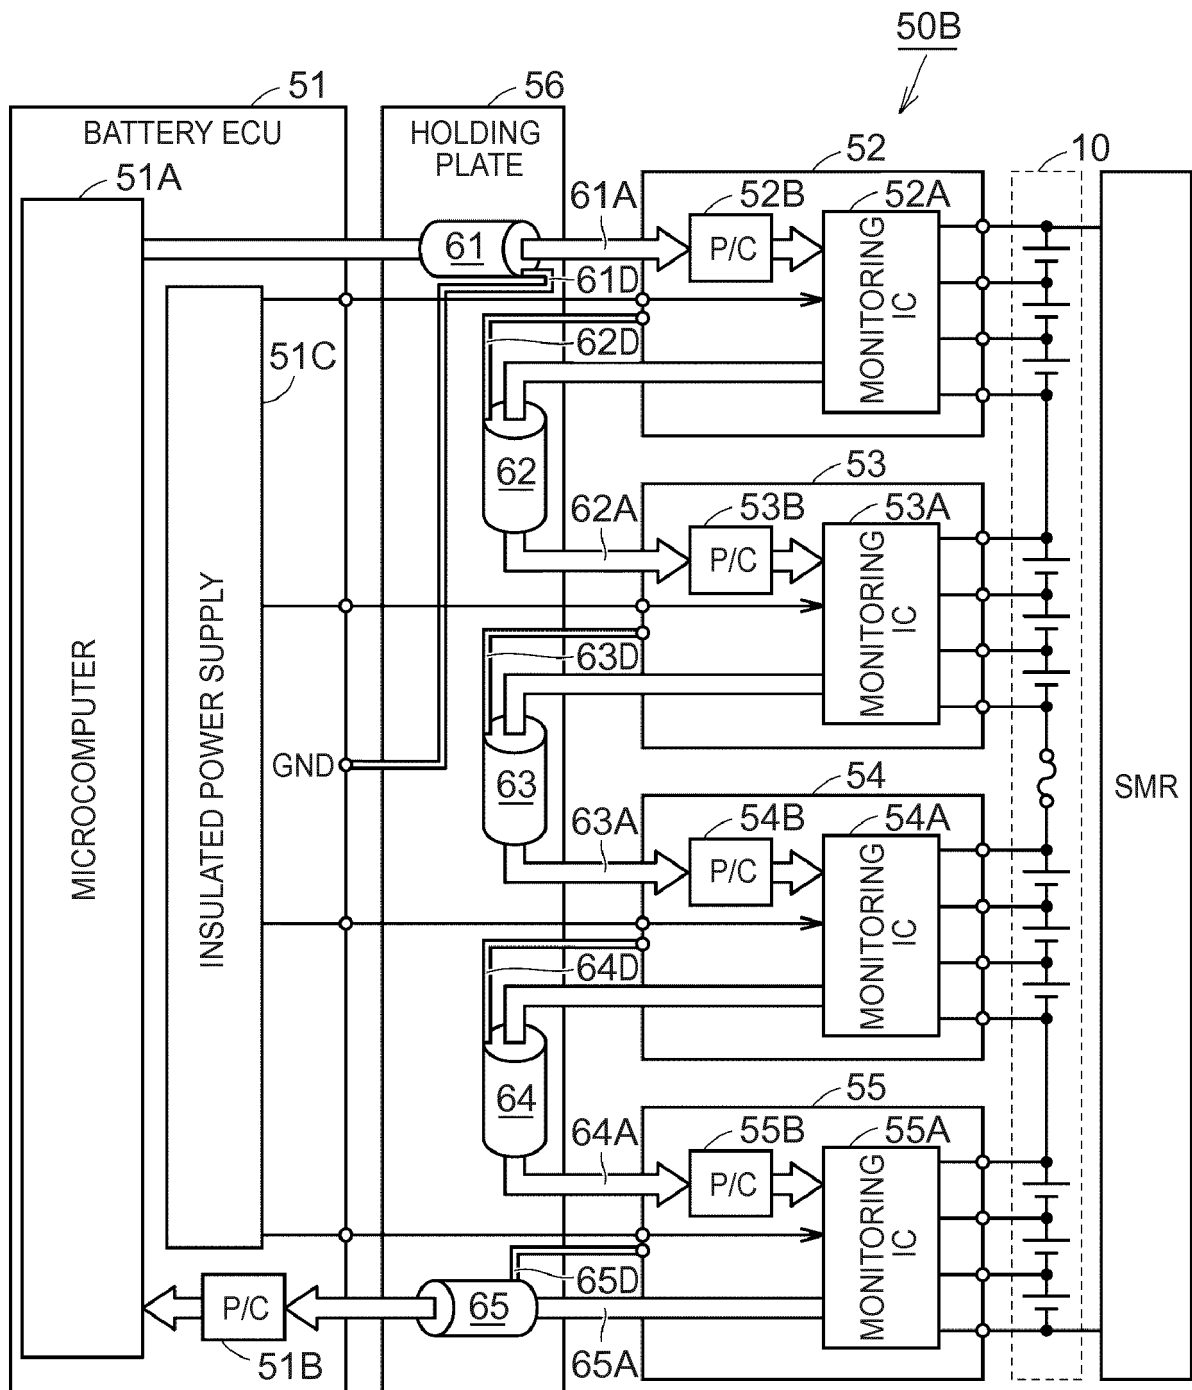 50B
51
56
BATTERY ECU
HOLDING
PLATE
52
10
51A
61A
52B
52A
61
P/C
MONITORING
IC
61D
62D
51C
62
53
62A
53B
53A
P/C
MONITORING
IC
63D
MICROCOMPUTER
INSULATED POWER SUPPLY
GND
63
SMR
54
63A
54B
54A
P/C
MONITORING
IC
64D
64
55
64A
55B
55A
P/C
MONITORING
IC
65D
P/C
65
51B
65A